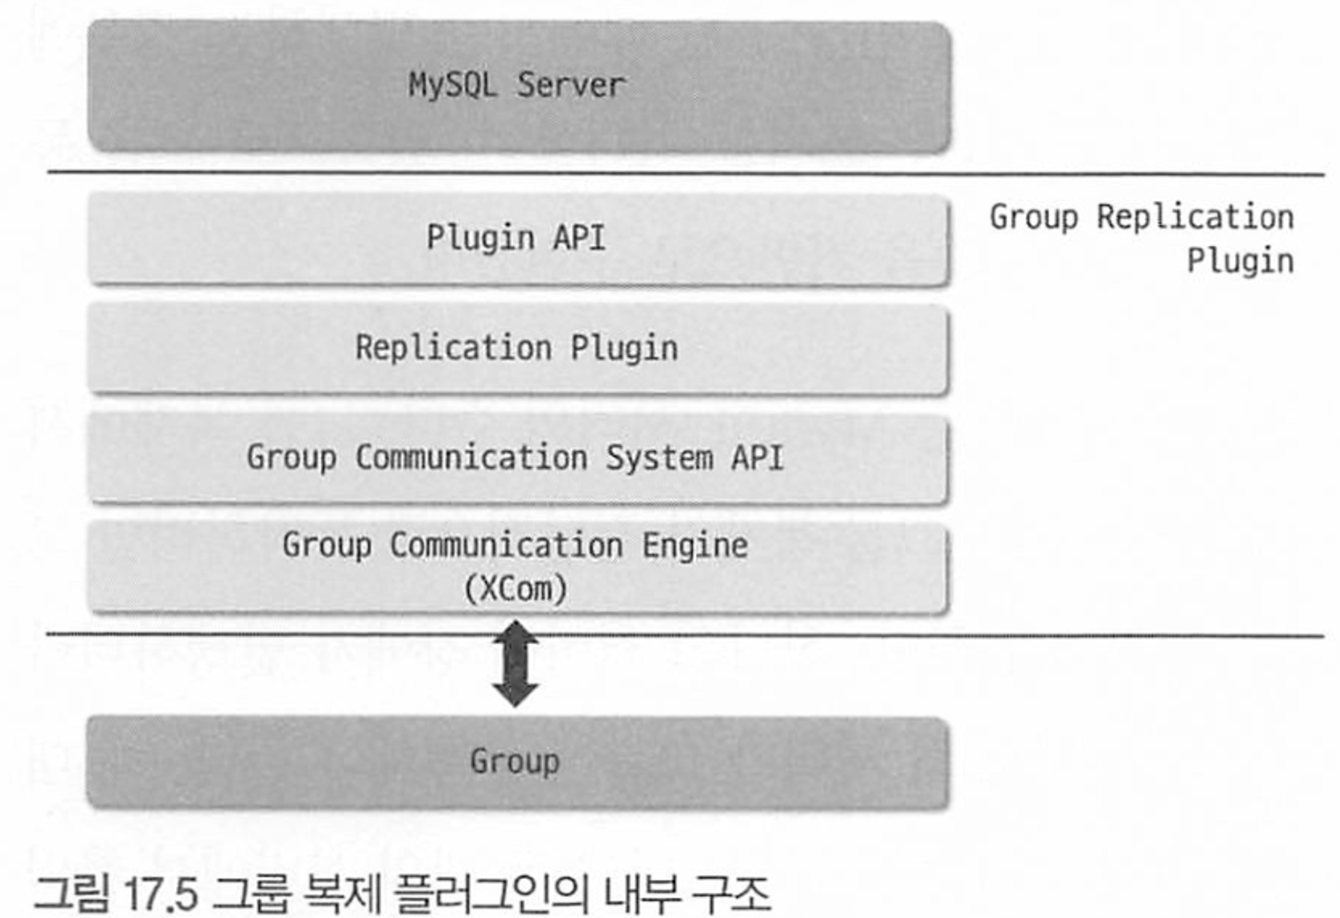 MySQL Server
Plugin API
Group Replication
Plugin
Replication Plugin
Group Communication System API
Group Communication Engine
(XCom)
Group
그림 17.5 그룹 복제 플러그인의 내부 구조